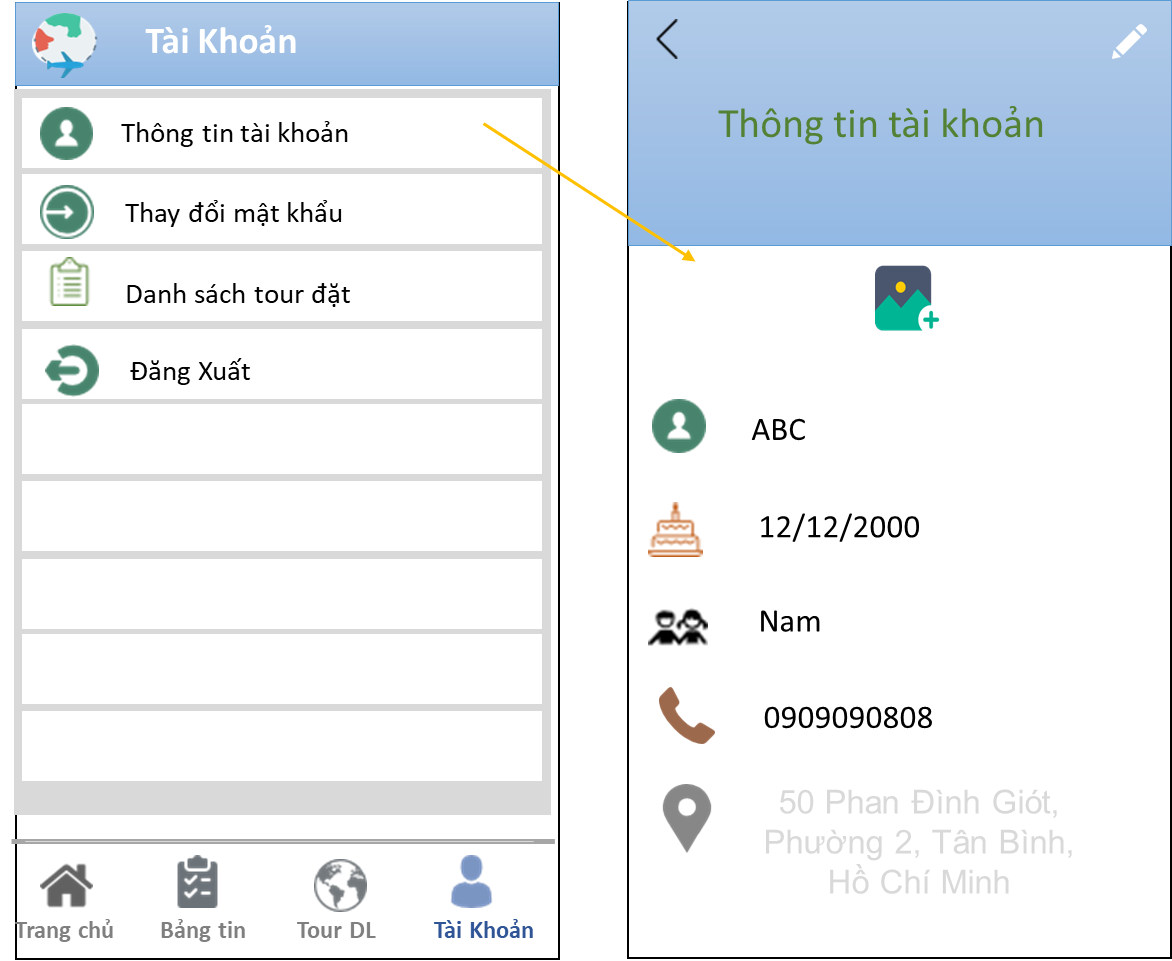 Tài Khoản
Thông tin tài khoản
Thay đổi mật khẩu
Danh sách tour đặt
Đăng Xuất
Trang chủ
Bảng tin
Tour DL
Tài Khoản
Thông tin tài khoản
ABC
12/12/2000
Nam
0909090808
50 Phan Đình Giót,
Phường 2, Tân Bình,
Hồ Chí Minh